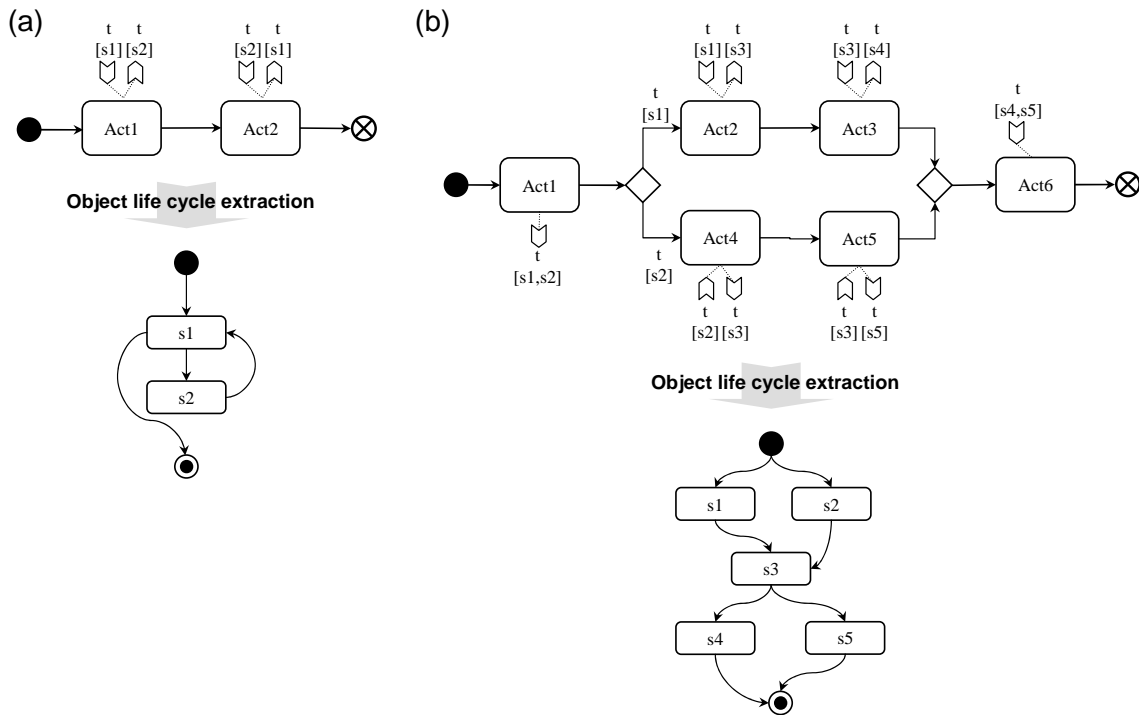 (a)
t t
[s1] [s2]
t t
[s2] [s1]
Act1
Act2
Object life cycle extraction
s1
s2
(b)
t t
[s1] [s3]
t t
[s3] [s4]
t
[s1]
Act2
Act3
t
[s4,s5]
Act1
Act6
t
[s1,s2]
t
[s2]
Act4
Act5
t t
[s2] [s3]
t t
[s3] [s5]
Object life cycle extraction
s1
s2
s3
s4
s5